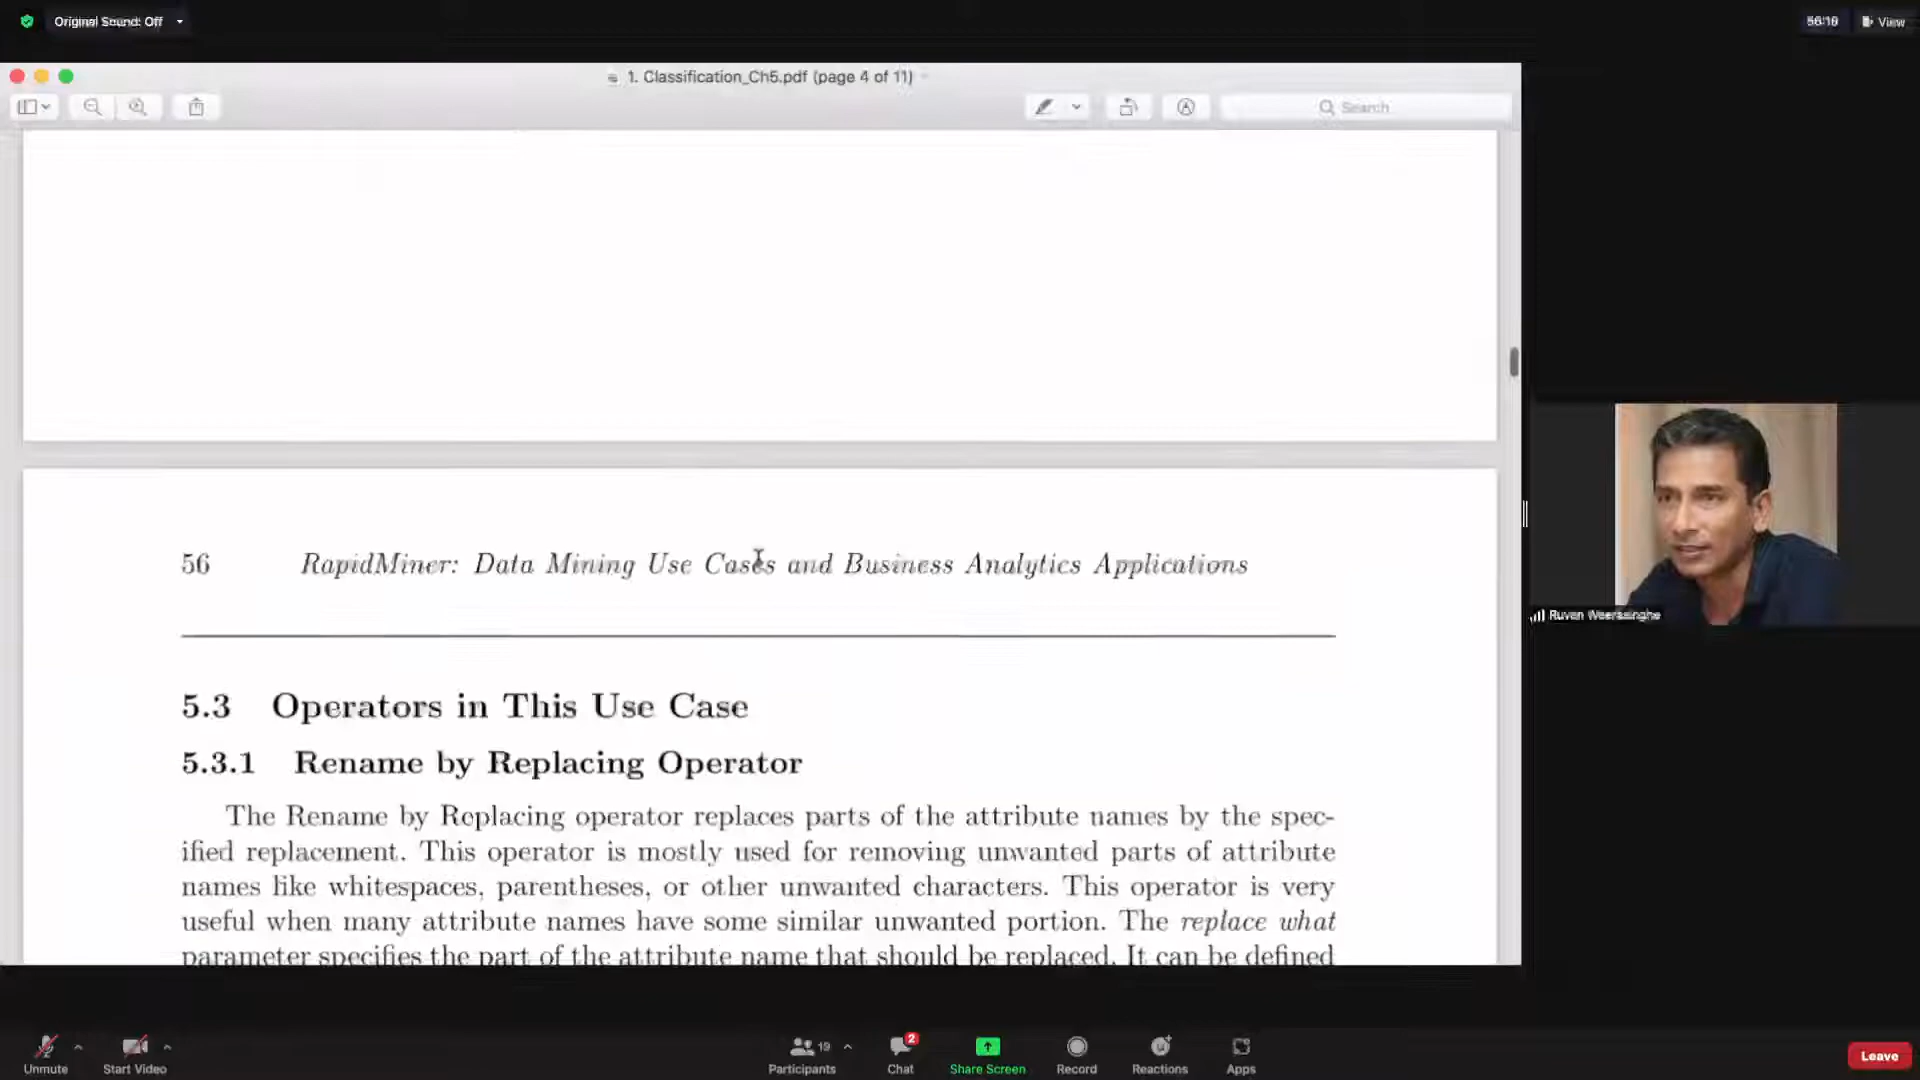 Original Sound: Off
56:10
View
1. Classification_Ch5.pdf (page 4 of 11)
Search
56 RapidMiner: Data Mining Use Cases and Business Analytics Applications
5.3 Operators in This Use Case
5.3.1 Rename by Replacing Operator
The Rename by Replacing operator replaces parts of the attribute names by the spec-
ified replacement. This operator is mostly used for removing unwanted parts of attribute
names like whitespaces, parentheses, or other unwanted characters. This operator is very
useful when many attribute names have some similar unwanted portion. The replace what
parameter specifies the part of the attribute name that should be replaced. It can be defined
Ruvan Weerasinghe
Unmute
Start Video
19
Participants
2
Chat
Share Screen
Record
Reactions
Apps
Leave